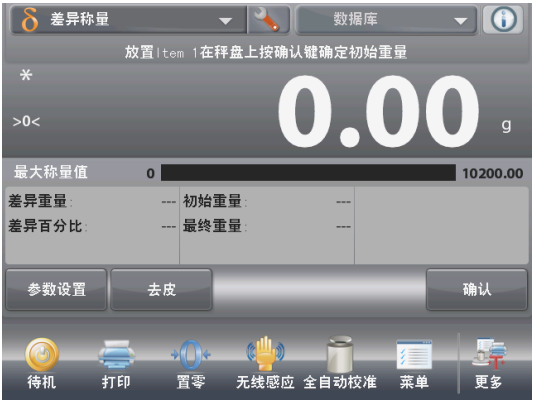 δ 差异称量 数据库
放置Item 1在秤盘上按确认键确定初始重量
*
0.00
>0< g
最大称量值 0 10200.00
差异重量: --- 初始重量: ---
差异百分比: --- 最终重量: ---
参数设置 去皮 确认
待机 打印 置零 无线感应 全自动校准 菜单 更多